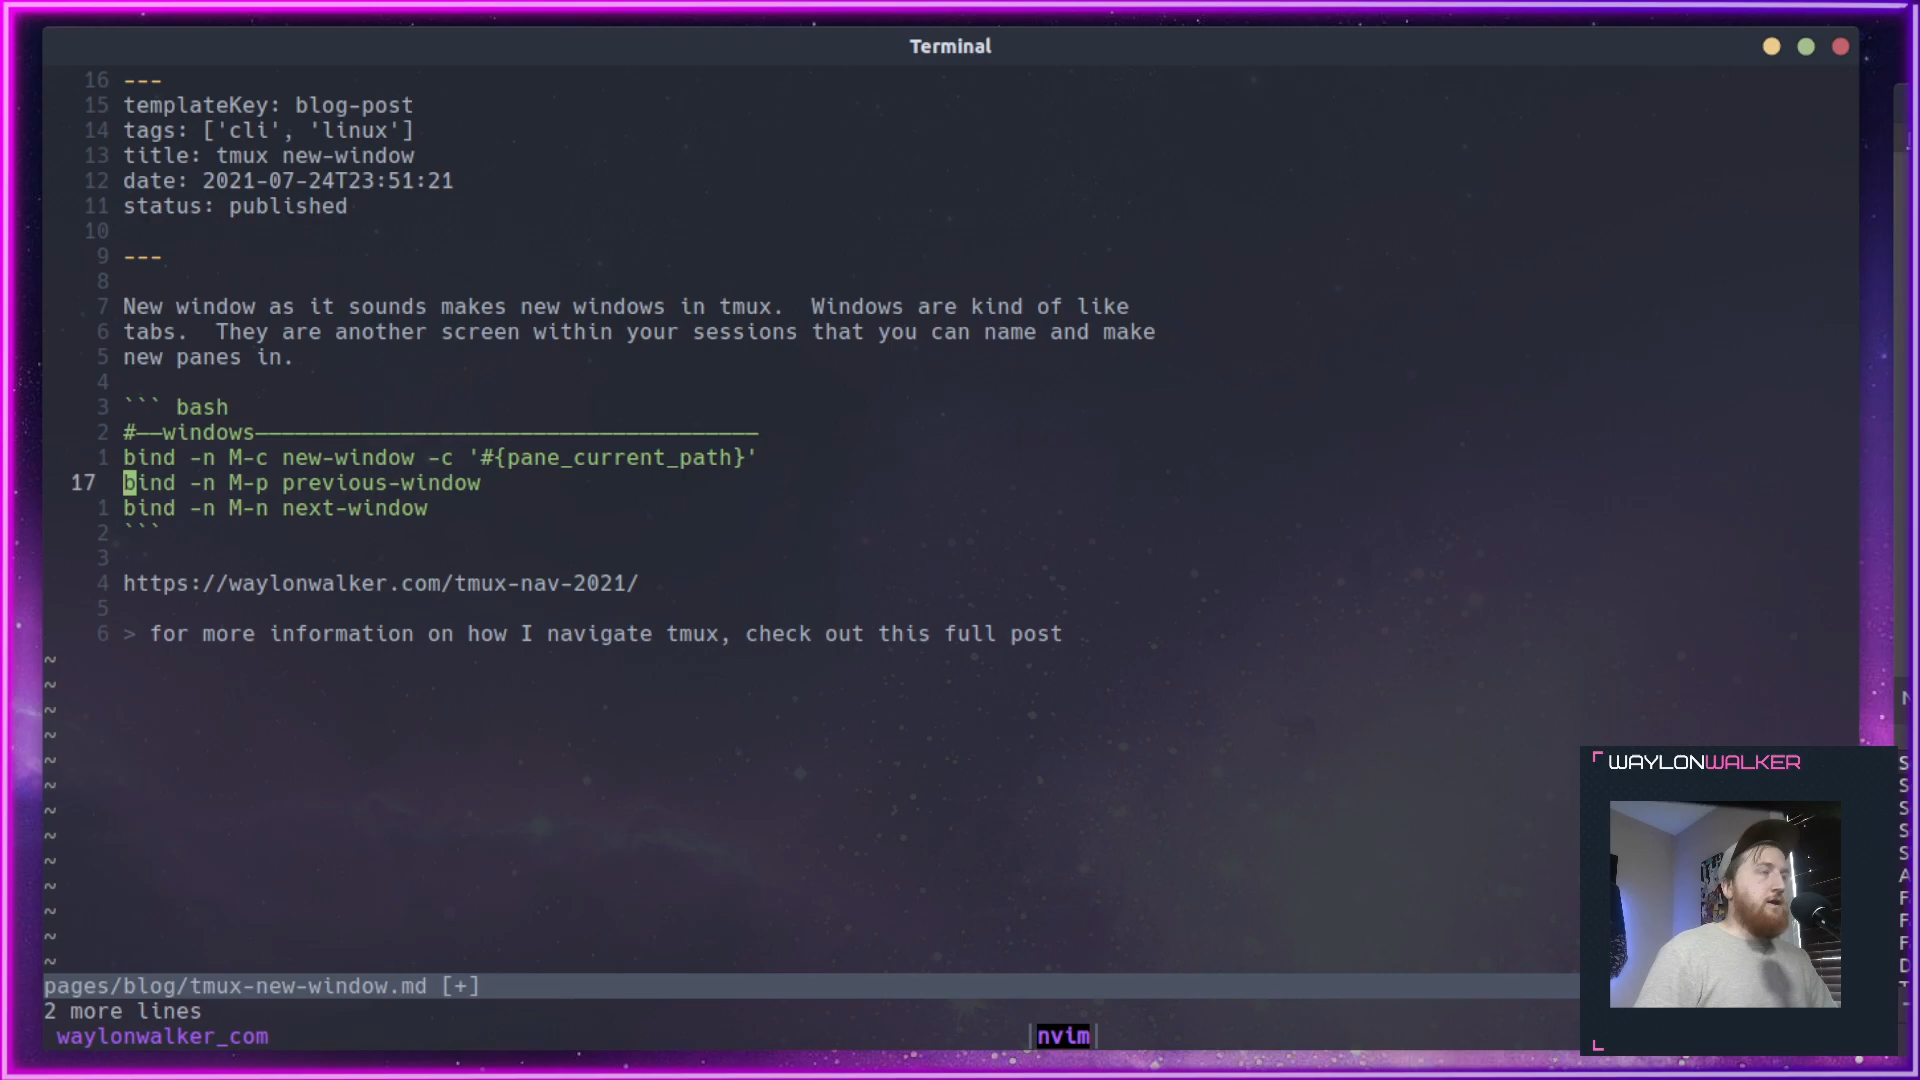 Terminal
16 ---
15 templateKey: blog-post
14 tags: ['cli', 'linux']
13 title: tmux new-window
12 date: 2021-07-24T23:51:21
11 status: published
10
9 ---
8
7 New window as it sounds makes new windows in tmux.  Windows are kind of like
6 tabs.  They are another screen within your sessions that you can name and make
5 new panes in.
4
3 ``` bash
2 #──windows──────────────────────────────────────
1 bind -n M-c new-window -c '#{pane_current_path}'
17 bind -n M-p previous-window
1 bind -n M-n next-window
2 ```
3
4 https://waylonwalker.com/tmux-nav-2021/
5
6 > for more information on how I navigate tmux, check out this full post
~
~
~
~
~
~
~
~
~
~
~
~
~
pages/blog/tmux-new-window.md [+]
2 more lines
waylonwalker_com |nvim|
WAYLONWALKER